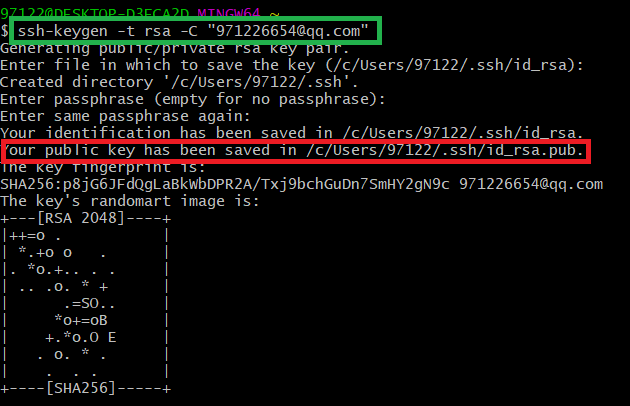 97122@DESKTOP-D3FCA2D MINGW64 ~
$ ssh-keygen -t rsa -C "971226654@qq.com"
Generating public/private rsa key pair.
Enter file in which to save the key (/c/Users/97122/.ssh/id_rsa):
Created directory '/c/Users/97122/.ssh'.
Enter passphrase (empty for no passphrase):
Enter same passphrase again:
Your identification has been saved in /c/Users/97122/.ssh/id_rsa.
Your public key has been saved in /c/Users/97122/.ssh/id_rsa.pub.
The key fingerprint is:
SHA256:p8jG6JFdQgLaBkWbDPR2A/Txj9bchGuDn7SmHY2gN9c 971226654@qq.com
The key's randomart image is:
+---[RSA 2048]----+
|++=o .           |
| *.+o o   .      |
|. *o.+.. . .     |
| .. .o. * +      |
|      .=SO..     |
|     *o+=oB      |
|    +.*o.O E     |
|   . o. * .      |
|    .  . .       |
+----[SHA256]-----+